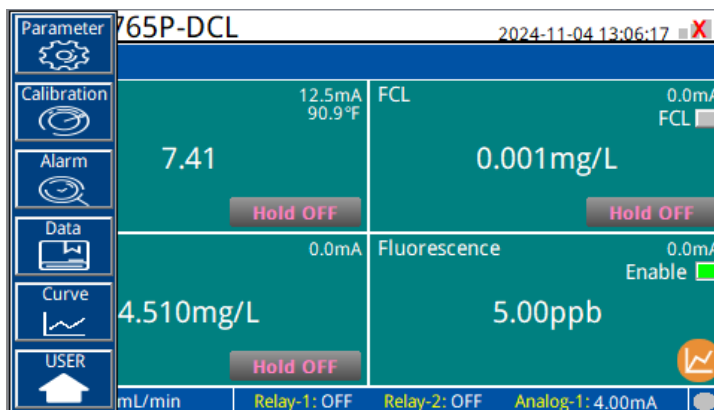 Parameter
765P-DCL
2024-11-04 13:06:17
X
Calibration
12.5mA
90.9°F
FCL
0.0mA
FCL
Alarm
7.41
0.001mg/L
Hold OFF
Hold OFF
Data
0.0mA
Fluorescence
0.0mA
Enable
Curve
4.510mg/L
5.00ppb
USER
Hold OFF
mL/min
Relay-1: OFF
Relay-2: OFF
Analog-1: 4.00mA